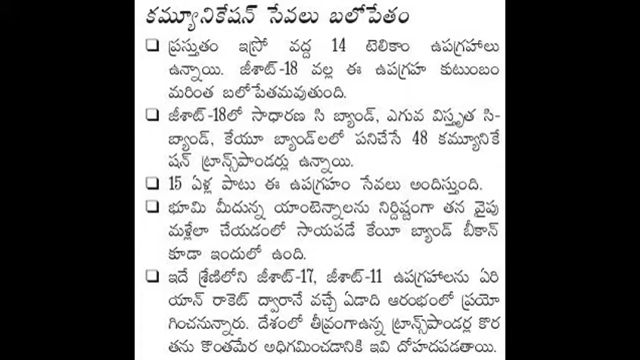 కమ్యూనికేషన్ సేవలు బలోపేతం
❑ ప్రస్తుతం ఇస్రో వద్ద 14 టెలికాం ఉపగ్రహాలు
ఉన్నాయి. జీశాట్-18 వల్ల ఈ ఉపగ్రహ కుటుంబం
మరింత బలోపేతమవుతుంది.
❑ జీశాట్-18లో సాధారణ సి బ్యాండ్, ఎగువ విస్తృత సి-
బ్యాండ్, కేయూ బ్యాండ్‌లలో పనిచేసే 48 కమ్యూనికే
షన్ ట్రాన్స్‌పాండర్లు ఉన్నాయి.
❑ 15 ఏళ్ల పాటు ఈ ఉపగ్రహం సేవలు అందిస్తుంది.
❑ భూమి మీదున్న యాంటెన్నాలను నిర్దిష్టంగా తన వైపు
మళ్లేలా చేయడంలో సాయపడే కేయీ బ్యాండ్ బీకాన్
కూడా ఇందులో ఉంది.
❑ ఇదే శ్రేణిలోని జీశాట్-17, జీశాట్-11 ఉపగ్రహాలను ఏరి
యాన్ రాకెట్ ద్వారానే వచ్చే ఏడాది ఆరంభంలో ప్రయో
గించనున్నారు. దేశంలో తీవ్రంగాఉన్న ట్రాన్స్‌పాండర్ల కొర
తను కొంతమేర అధిగమించడానికి ఇవి దోహదపడతాయి.